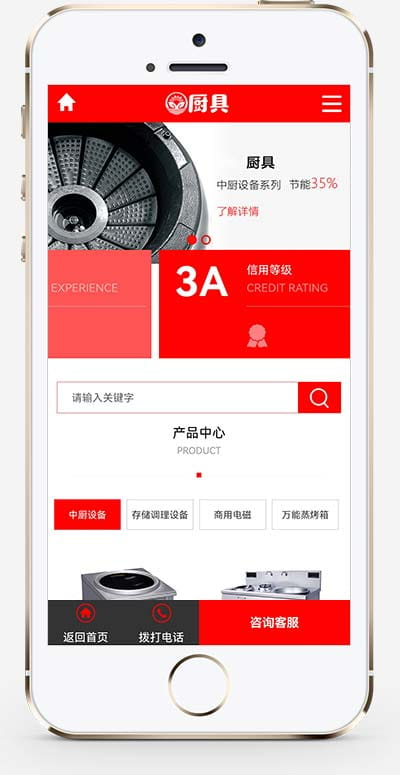 厨具
厨具
中厨设备系列 节能35%
了解详情
EXPERIENCE
3A
信用等级
CREDIT RATING
请输入关键字
产品中心
PRODUCT
中厨设备
存储调理设备
商用电磁
万能蒸烤箱
返回首页
拨打电话
咨询客服